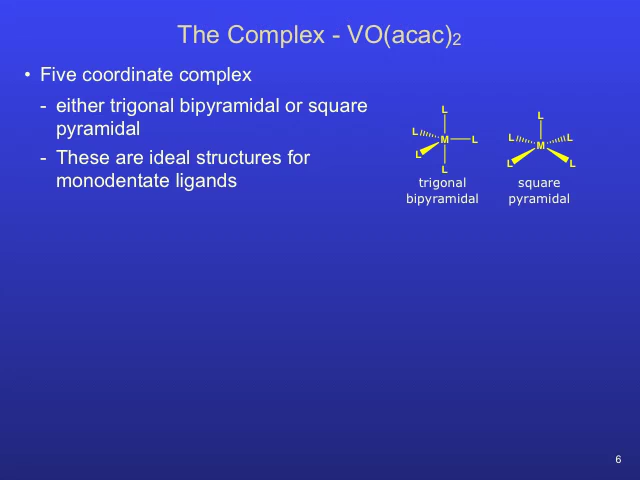 The Complex - VO(acac)2
• Five coordinate complex
- either trigonal bipyramidal or square
pyramidal
- These are ideal structures for
monodentate ligands
L
L
M
L
L
L
trigonal
bipyramidal
L
L
L
M
L
L
square
pyramidal
6